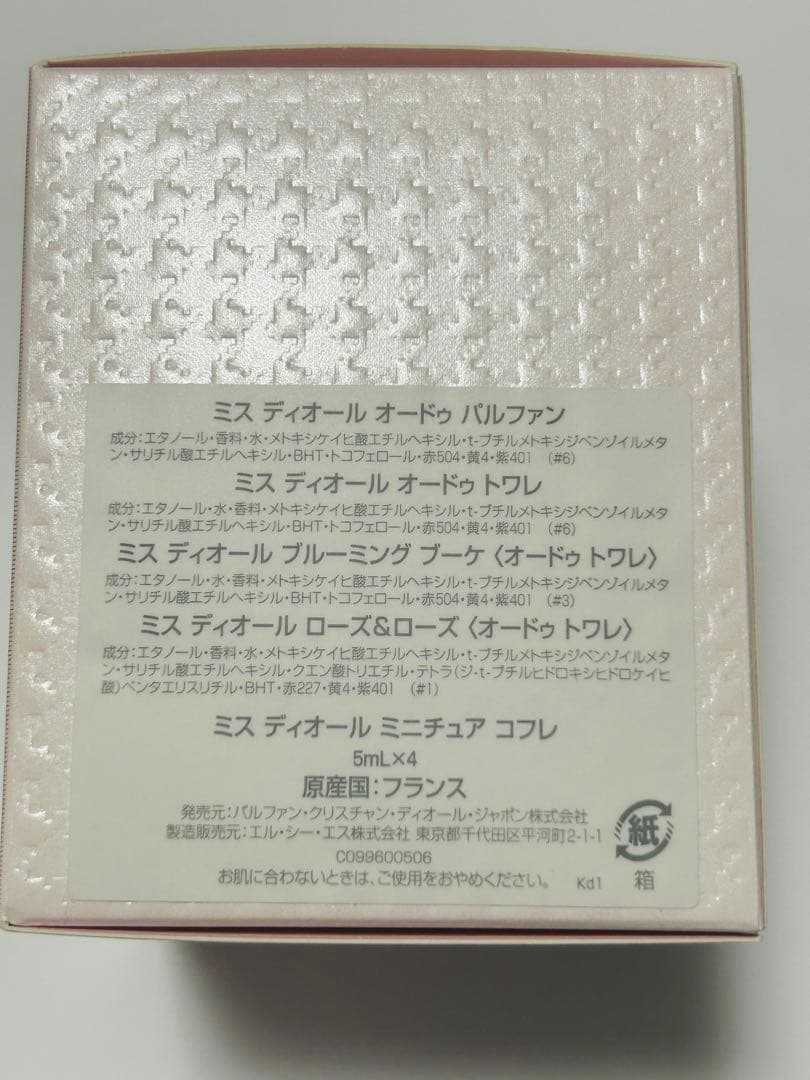 ミス ディオール オードゥ パルファン
成分：エタノール・香料・水・メトキシケイヒ酸エチルヘキシル・t-ブチルメトキシジベンゾイルメタ
ン・サリチル酸エチルヘキシル・BHT・トコフェロール・赤504・黄4・紫401 （#6）
ミス ディオール オードゥ トワレ
成分：エタノール・水・香料・メトキシケイヒ酸エチルヘキシル・t-ブチルメトキシジベンゾイルメタ
ン・サリチル酸エチルヘキシル・BHT・トコフェロール・赤504・黄4・紫401 （#6）
ミス ディオール ブルーミング ブーケ〈オードゥ トワレ〉
成分：エタノール・水・香料・メトキシケイヒ酸エチルヘキシル・t-ブチルメトキシジベンゾイルメタ
ン・サリチル酸エチルヘキシル・BHT・トコフェロール・赤504・黄4・紫401 （#3）
ミス ディオール ローズ&ローズ〈オードゥ トワレ〉
成分：エタノール・香料・水・メトキシケイヒ酸エチルヘキシル・t-ブチルメトキシジベンゾイルメタ
ン・サリチル酸エチルヘキシル・クエン酸トリエチル・テトラ（ジ-t-ブチルヒドロキシヒドロケイヒ
酸）ペンタエリスリチル・BHT・赤227・黄4・紫401 （#1）
ミス ディオール ミニチュア コフレ
5mL×4
原産国：フランス
発売元：パルファン・クリスチャン・ディオール・ジャポン株式会社
製造販売元：エル・シー・エス株式会社 東京都千代田区平河町2-1-1
C099600506
お肌に合わないときは、ご使用をおやめください。 Kd1
紙
箱